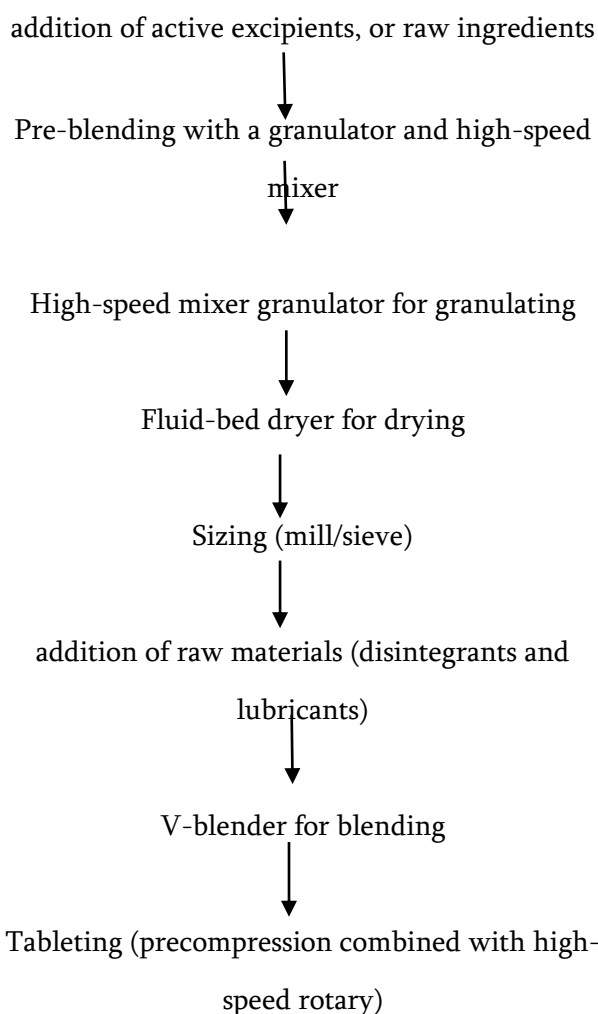 addition of active excipients, or raw ingredients
Pre-blending with a granulator and high-speed
mixer
High-speed mixer granulator for granulating
Fluid-bed dryer for drying
Sizing (mill/sieve)
addition of raw materials (disintegrants and
lubricants)
V-blender for blending
Tableting (precompression combined with high-
speed rotary)